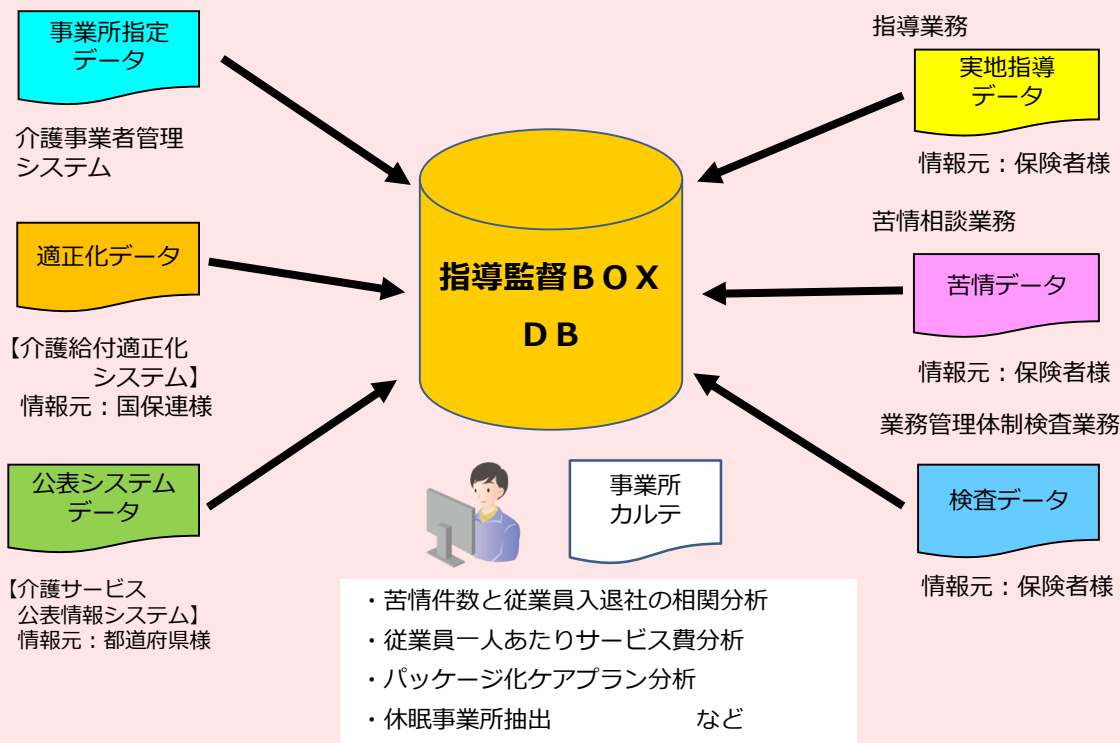 事業所指定
データ
介護事業者管理
システム
適正化データ
【介護給付適正化
システム】
情報元：国保連様
公表システム
データ
【介護サービス
公表情報システム】
情報元：都道府県様
指導監督ＢＯＸ
ＤＢ
指導業務
実地指導
データ
情報元：保険者様
苦情相談業務
苦情データ
情報元：保険者様
業務管理体制検査業務
検査データ
情報元：保険者様
事業所
カルテ
・苦情件数と従業員入退社の相関分析
・従業員一人あたりサービス費分析
・パッケージ化ケアプラン分析
・休眠事業所抽出　　　　　　など